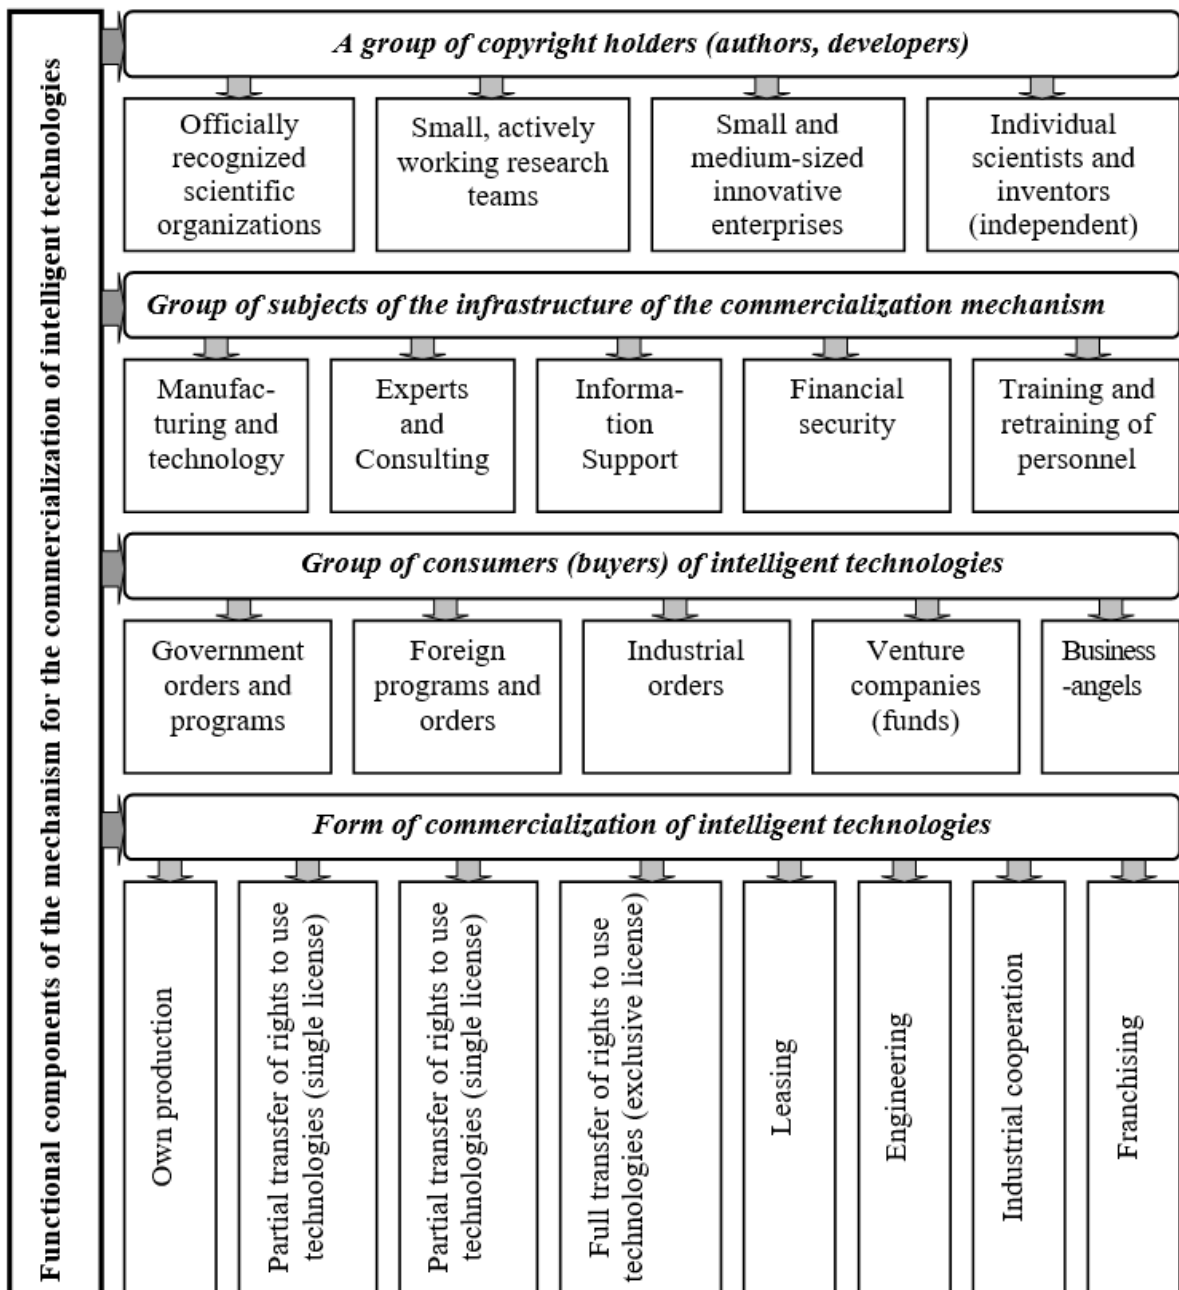 Functional components of the mechanism for the commercialization of intelligent technologies
A group of copyright holders (authors, developers)
Officially
recognized
scientific
organizations
Small, actively
working research
teams
Small and
medium-sized
innovative
enterprises
Individual
scientists and
inventors
(independent)
Group of subjects of the infrastructure of the commercialization mechanism
Manufac-
turing and
technology
Experts
and
Consulting
Informa-
tion
Support
Financial
security
Training and
retraining of
personnel
Group of consumers (buyers) of intelligent technologies
Government
orders and
programs
Foreign
programs and
orders
Industrial
orders
Venture
companies
(funds)
Business
-angels
Form of commercialization of intelligent technologies
Own production
Partial transfer of rights to use
technologies (single license)
Partial transfer of rights to use
technologies (single license)
Full transfer of rights to use
technologies (exclusive license)
Leasing
Engineering
Industrial cooperation
Franchising